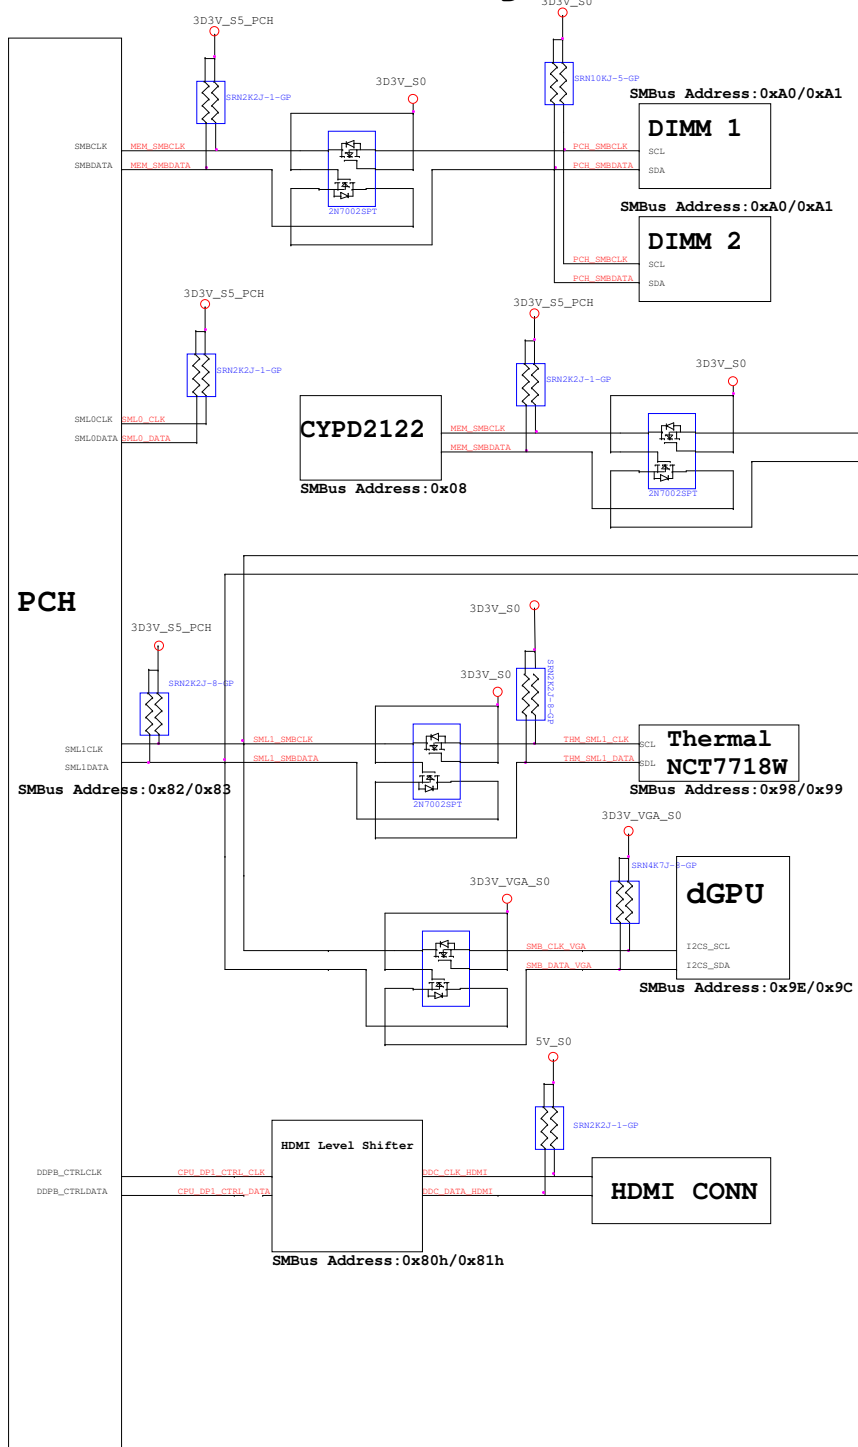 3D3V_S0
3D3V_S5_PCH
3D3V_S0
SRN2K2J-1-GP
SRN10KJ-5-GP
SMBus Address:0xA0/0xA1
DIMM 1
SMBCLK
MEM_SMBCLK
PCH_SMBCLK
SCL
SMBDATA
MEM_SMBDATA
PCH_SMBDATA
SDA
2N7002SPT
SMBus Address:0xA0/0xA1
DIMM 2
PCH_SMBCLK
SCL
PCH_SMBDATA
SDA
3D3V_S5_PCH
3D3V_S5_PCH
3D3V_S0
SRN2K2J-1-GP
SRN2K2J-1-GP
SML0CLK
SML0_CLK
SML0DATA
SML0_DATA
CYPD2122
MEM_SMBCLK
MEM_SMBDATA
2N7002SPT
SMBus Address:0x08
PCH
3D3V_S0
3D3V_S5_PCH
3D3V_S0
SRN2K2J-8-GP
SRN2K2J-8-GP
SML1CLK
SML1_SMBCLK
THM_SML1_CLK
SCL
Thermal
SML1DATA
SML1_SMBDATA
THM_SML1_DATA
SDL
NCT7718W
SMBus Address:0x82/0x83
2N7002SPT
SMBus Address:0x98/0x99
3D3V_VGA_S0
3D3V_VGA_S0
SRN4K7J-8-GP
dGPU
SMB_CLK_VGA
I2CS_SCL
SMB_DATA_VGA
I2CS_SDA
SMBus Address:0x9E/0x9C
5V_S0
SRN2K2J-1-GP
HDMI Level Shifter
DDPB_CTRLCLK
CPU_DP1_CTRL_CLK
DDC_CLK_HDMI
DDPB_CTRLDATA
CPU_DP1_CTRL_DATA
DDC_DATA_HDMI
HDMI CONN
SMBus Address:0x80h/0x81h